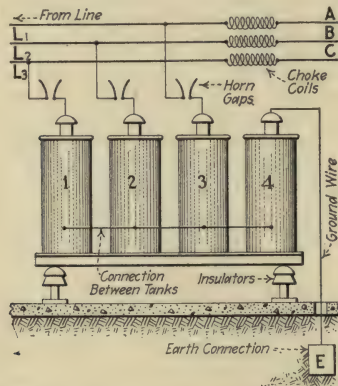 From Line
A
L1
B
L2
C
L3
Horn
Gaps
Choke
Coils
1
2
3
4
Ground Wire
Connection
Between Tanks
Insulators
Earth Connection
E